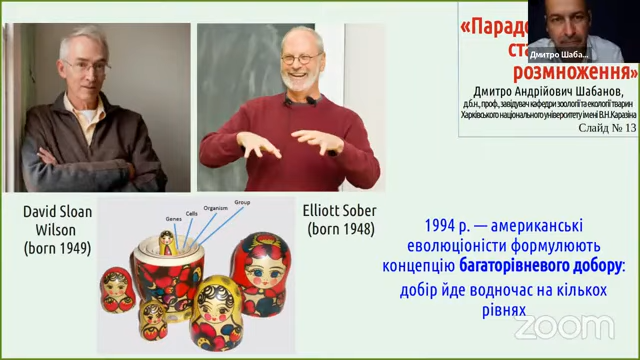 «Парадо
ста
розмноження»
Дмитро Шаба...
Дмитро Андрійович Шабанов,
д.б.н., проф., завідувач кафедри зоології та екології тварин
Харківського національного університету імені В.Н.Каразіна
Слайд № 13
David Sloan
Wilson
(born 1949)
Elliott Sober
(born 1948)
Genes
Cells
Organism
Group
1994 р. — американські
еволюціоністи формулюють
концепцію багаторівневого добору:
добір йде водночас на кількох
рівнях
zoom